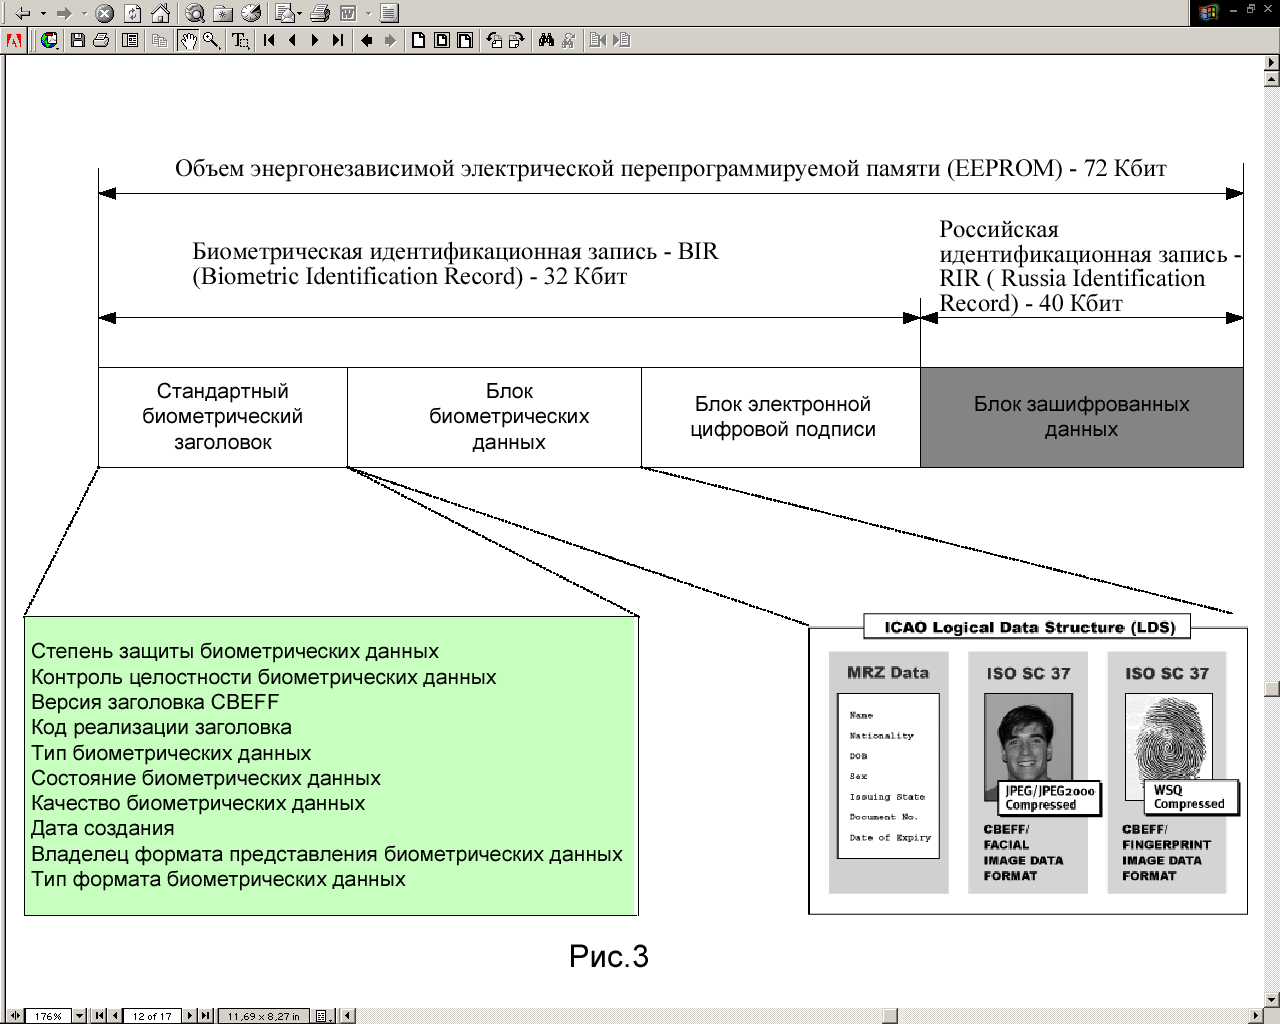 Объем энергонезависимой электрической перепрограммируемой памяти (EEPROM) - 72 Кбит
Биометрическая идентификационная запись - BIR
(Biometric Identification Record) - 32 Кбит
Российская
идентификационная запись -
RIR ( Russia Identification
Record) - 40 Кбит
Стандартный
биометрический
заголовок
Блок
биометрических
данных
Блок электронной
цифровой подписи
Блок зашифрованных
данных
Степень защиты биометрических данных
Контроль целостности биометрических данных
Версия заголовка CBEFF
Код реализации заголовка
Тип биометрических данных
Состояние биометрических данных
Качество биометрических данных
Дата создания
Владелец формата представления биометрических данных
Тип формата биометрических данных
ICAO Logical Data Structure (LDS)
MRZ Data
Name
Nationality
DOB
Sex
Issuing State
Document No.
Date of Expiry
ISO SC 37
JPEG/JPEG2000
Compressed
CBEFF/
FACIAL
IMAGE DATA
FORMAT
ISO SC 37
WSQ
Compressed
CBEFF/
FINGERPRINT
IMAGE DATA
FORMAT
Рис.3
176%
12 of 17
11,69 x 8,27 in